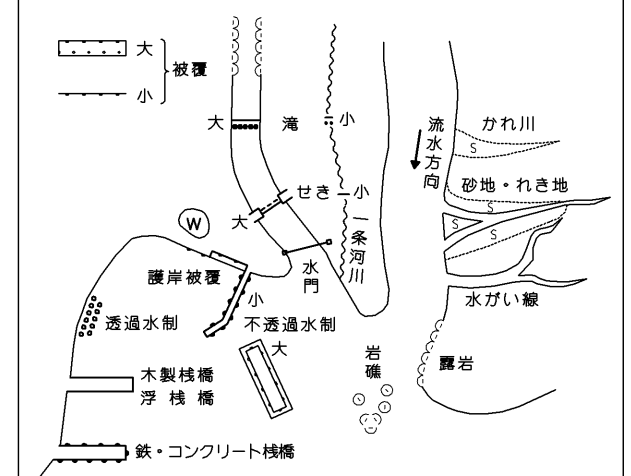 大
小
被覆
大
滝
小
流水方向
かれ川
S
砂地・れき地
S
S
S
せき
小
大
一条河川
W
水門
護岸被覆
小
水がい線
透過水制
不透過水制
大
岩礁
露岩
木製桟橋
浮桟橋
鉄・コンクリート桟橋